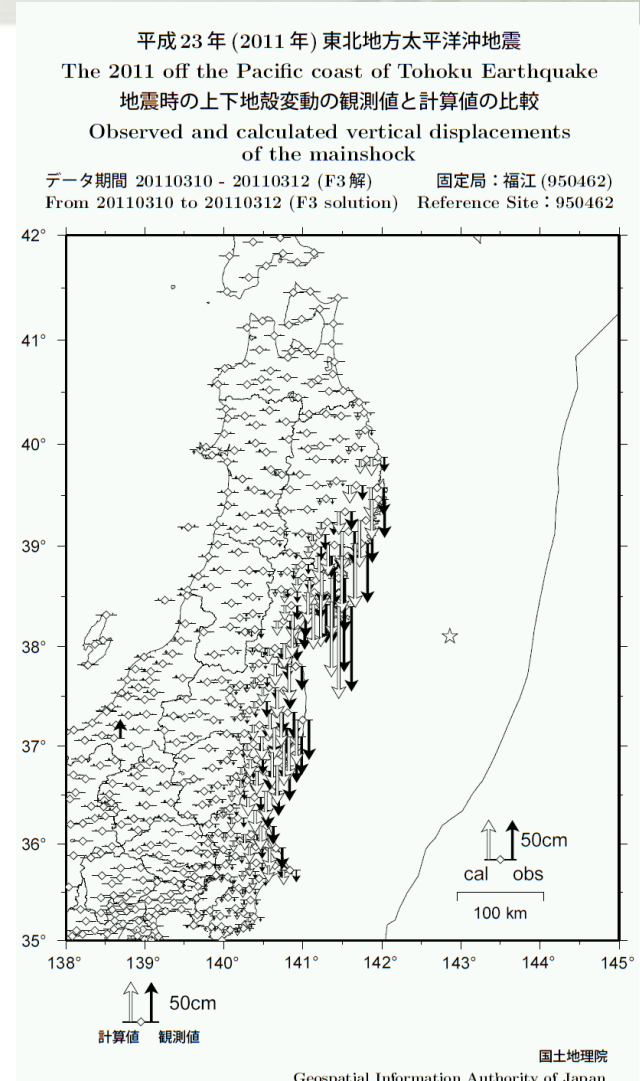 平成23年(2011年)東北地方太平洋沖地震
The 2011 off the Pacific coast of Tohoku Earthquake
地震時の上下地殻変動の観測値と計算値の比較
Observed and calculated vertical displacements
of the mainshock
データ期間 20110310 - 20110312 (F3解) 固定局：福江(950462)
From 20110310 to 20110312 (F3 solution) Reference Site：950462
42°
41°
40°
39°
38°
37°
36°
35°
50cm
cal obs
100 km
138° 139° 140° 141° 142° 143° 144° 145°
50cm
計算値 観測値
国土地理院
Geospatial Information Authority of Japan